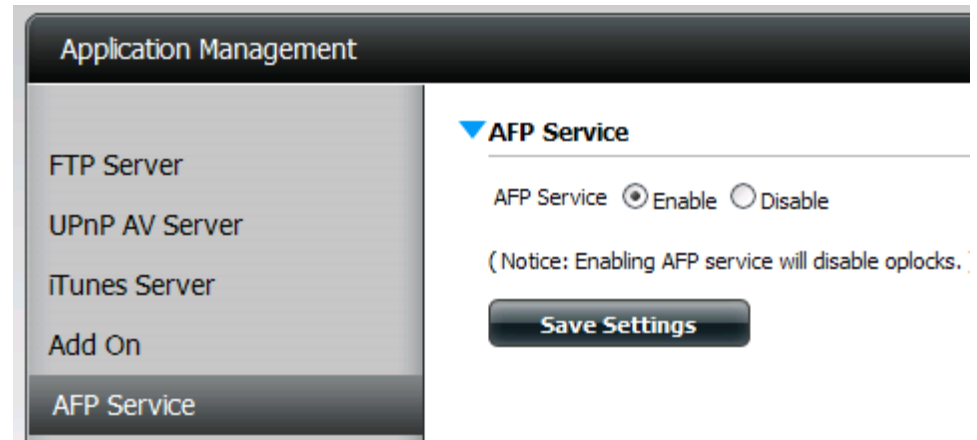 Application Management
FTP Server
UPnP AV Server
iTunes Server
Add On
AFP Service
AFP Service
AFP Service Enable Disable
( Notice: Enabling AFP service will disable oplocks. )
Save Settings